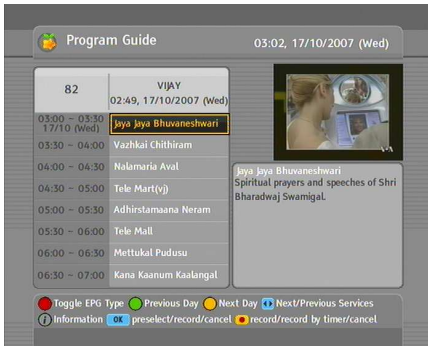 Program Guide
03:02, 17/10/2007 (Wed)
82
VIJAY
02:49, 17/10/2007 (Wed)
03:00 - 03:30
17/10 (Wed)
Jaya Jaya Bhuvaneshwari
03:30 - 04:00 Vazhkai Chithiram
04:00 - 04:30 Nalamaria Aval
04:30 - 05:00 Tele Mart(vj)
05:00 - 05:30 Adhirstamaana Neram
05:30 - 06:00 Tele Mall
06:00 - 06:30 Mettukal Pudusu
06:30 - 07:00 Kana Kaanum Kaalangal
VOA
Jaya Jaya Bhuvaneshwari
Spiritual prayers and speeches of Shri
Bharadwaj Swamigal.
Toggle EPG Type Previous Day Next Day Next/Previous Services
i Information OK preselect/record/cancel record/record by timer/cancel